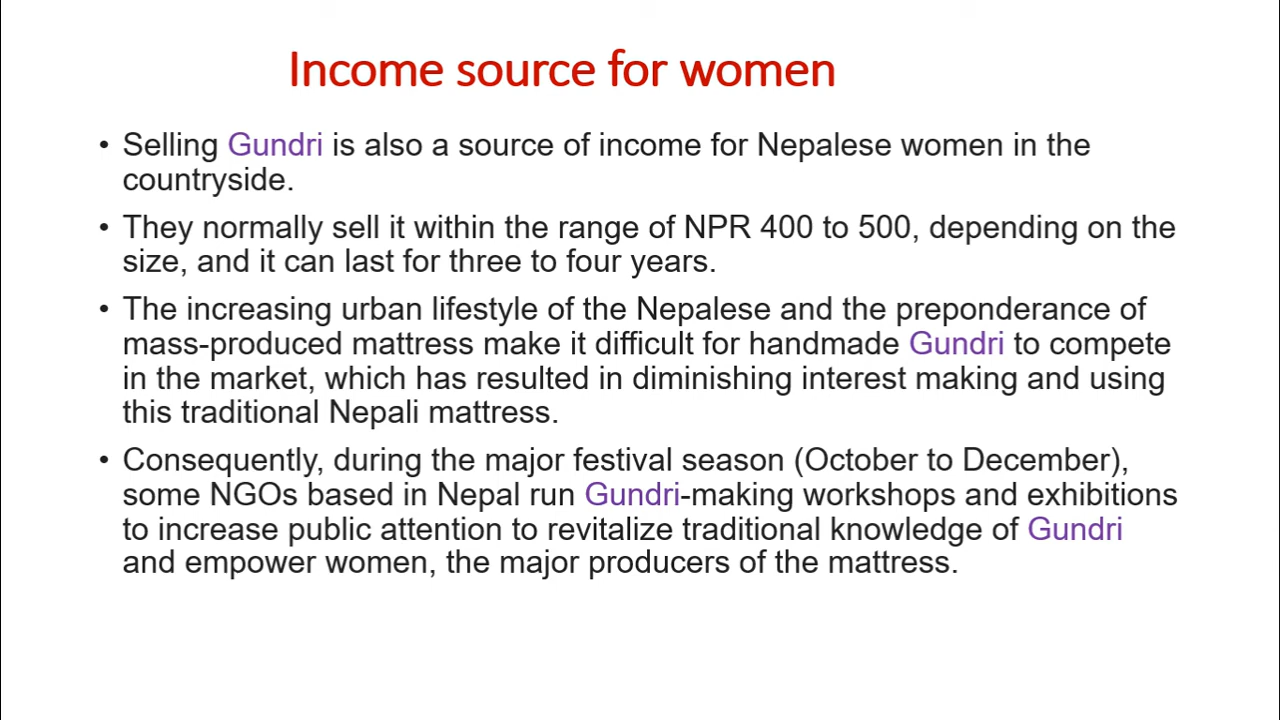 Income source for women
• Selling Gundri is also a source of income for Nepalese women in the
countryside.
• They normally sell it within the range of NPR 400 to 500, depending on the
size, and it can last for three to four years.
• The increasing urban lifestyle of the Nepalese and the preponderance of
mass-produced mattress make it difficult for handmade Gundri to compete
in the market, which has resulted in diminishing interest making and using
this traditional Nepali mattress.
• Consequently, during the major festival season (October to December),
some NGOs based in Nepal run Gundri-making workshops and exhibitions
to increase public attention to revitalize traditional knowledge of Gundri
and empower women, the major producers of the mattress.